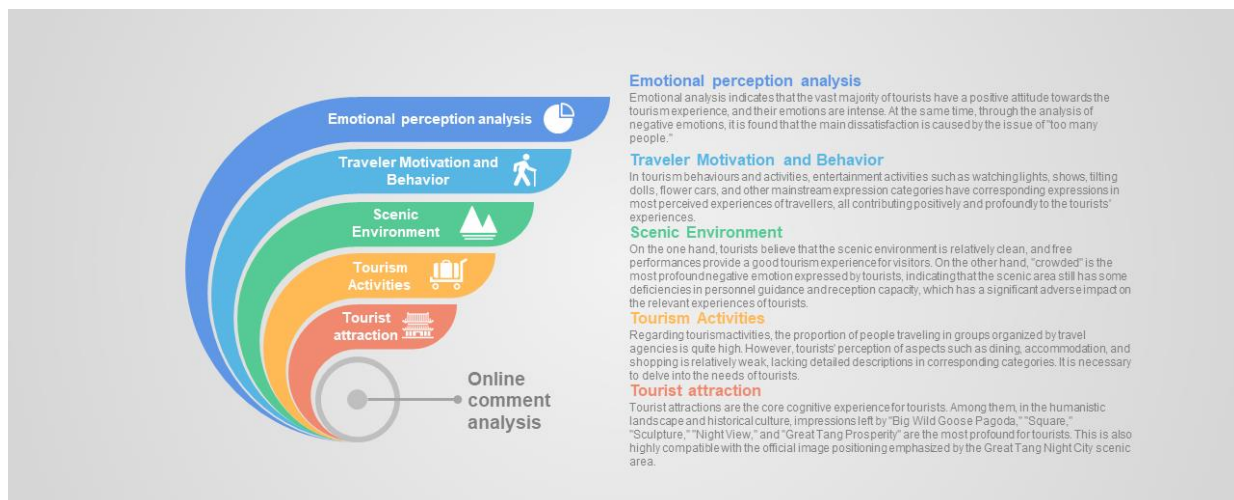 Emotional perception analysis
Traveler Motivation and
Behavior
Scenic
Environment
Tourism
Activities
Tourist
attraction
Online
comment
analysis
Emotional perception analysis
Emotional analysis indicates that the vast majority of tourists have a positive attitude towards the
tourism experience, and their emotions are intense. At the same time, through the analysis of
negative emotions, it is found that the main dissatisfaction is caused by the issue of "too many
people."
Traveler Motivation and Behavior
In tourism behaviours and activities, entertainment activities such as watching lights, shows, tilting
dolls, flower cars, and other mainstream expression categories have corresponding expressions in
most perceived experiences of travellers, all contributing positively and profoundly to the tourists'
experiences.
Scenic Environment
On the one hand, tourists believe that the scenic environment is relatively clean, and free
performances provide a good tourism experience for visitors. On the other hand, "crowded" is the
most profound negative emotion expressed by tourists, indicating that the scenic area still has some
deficiencies in personnel guidance and reception capacity, which has a significant adverse impact on
the relevant experiences of tourists.
Tourism Activities
Regarding tourism activities, the proportion of people traveling in groups organized by travel
agencies is quite high. However, tourists' perception of aspects such as dining, accommodation, and
shopping is relatively weak, lacking detailed descriptions in corresponding categories. It is necessary
to delve into the needs of tourists.
Tourist attraction
Tourist attractions are the core cognitive experience for tourists. Among them, in the humanistic
landscape and historical culture, impressions left by "Big Wild Goose Pagoda," "Square,"
"Sculpture," "Night View," and "Great Tang Prosperity" are the most profound for tourists. This is also
highly compatible with the official image positioning emphasized by the Great Tang Night City scenic
area.